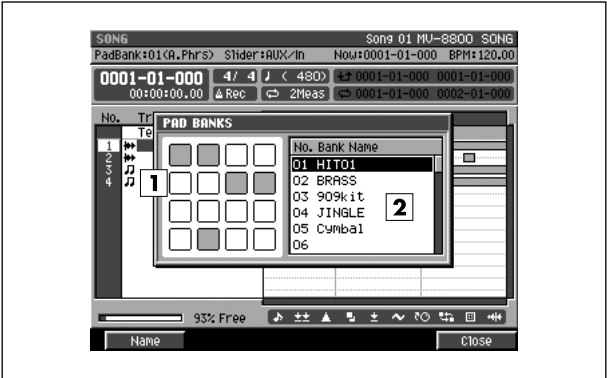 SONG Song 01 MV-8800 SONG
PadBank:01(A.Phrs) Slider:AUX/In Now:0001-01-000 BPM:120.00
0001-01-000 4/ 4 ♩ ( 480) 0001-01-000 0001-01-000
00:00:00.00 Rec 2Meas 0001-01-000 0002-01-000
No. Tr
Te
1
2
3
4
PAD BANKS
1
No. Bank Name
01 HIT01
02 BRASS
03 909kit
04 JINGLE
05 Cymbal
06
2
93% Free
Name Close